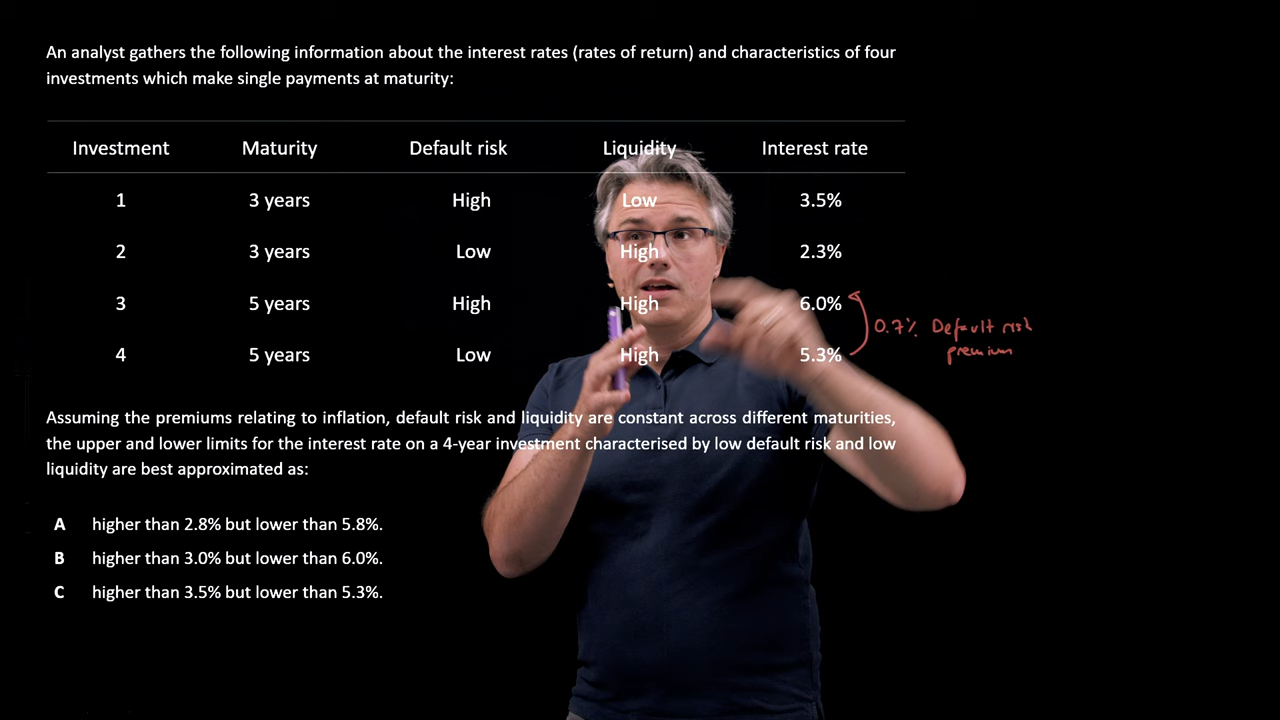 An analyst gathers the following information about the interest rates (rates of return) and characteristics of four
investments which make single payments at maturity:
Investment Maturity Default risk Liquidity Interest rate
1 3 years High Low 3.5%
2 3 years Low High 2.3%
3 5 years High High 6.0%
4 5 years Low High 5.3%
0.7% Default risk
premium
Assuming the premiums relating to inflation, default risk and liquidity are constant across different maturities,
the upper and lower limits for the interest rate on a 4-year investment characterised by low default risk and low
liquidity are best approximated as:
A higher than 2.8% but lower than 5.8%.
B higher than 3.0% but lower than 6.0%.
C higher than 3.5% but lower than 5.3%.